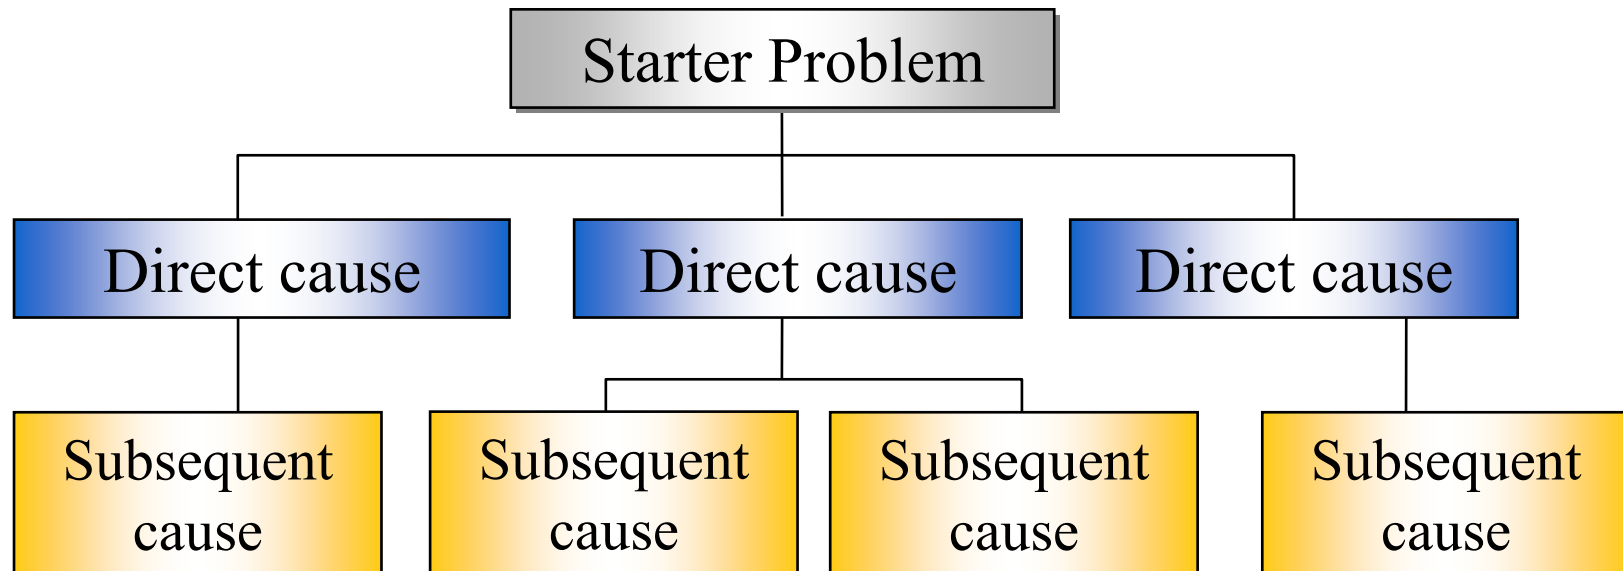 Starter Problem
Direct cause
Direct cause
Direct cause
Subsequent
cause
Subsequent
cause
Subsequent
cause
Subsequent
cause